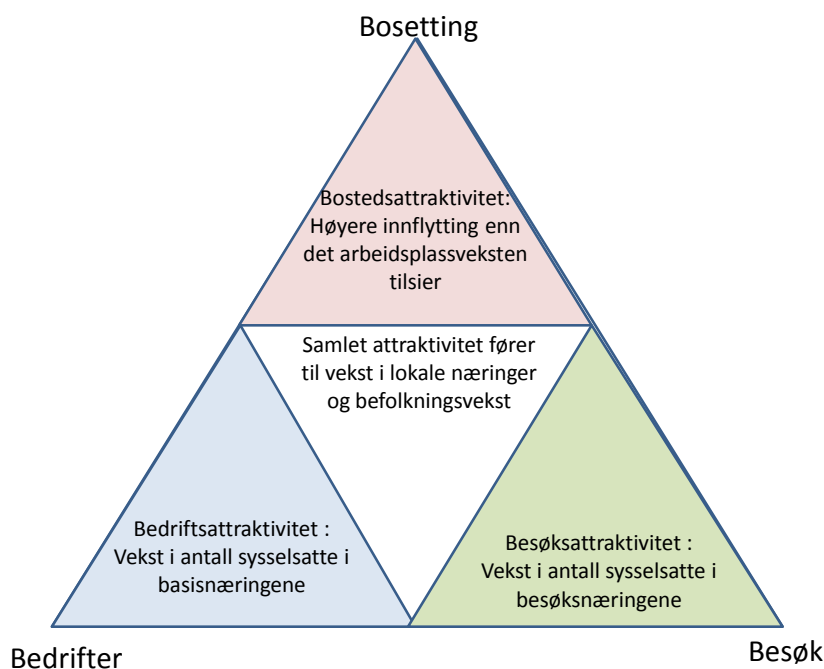 Bosetting
Bostedsattraktivitet:
Høyere innflytting enn
det arbeidsplassveksten
tilsier
Samlet attraktivitet fører
til vekst i lokale næringer
og befolkningsvekst
Bedriftsattraktivitet :
Vekst i antall sysselsatte i
basisnæringene
Besøksattraktivitet :
Vekst i antall sysselsatte i
besøksnæringene
Bedrifter
Besøk